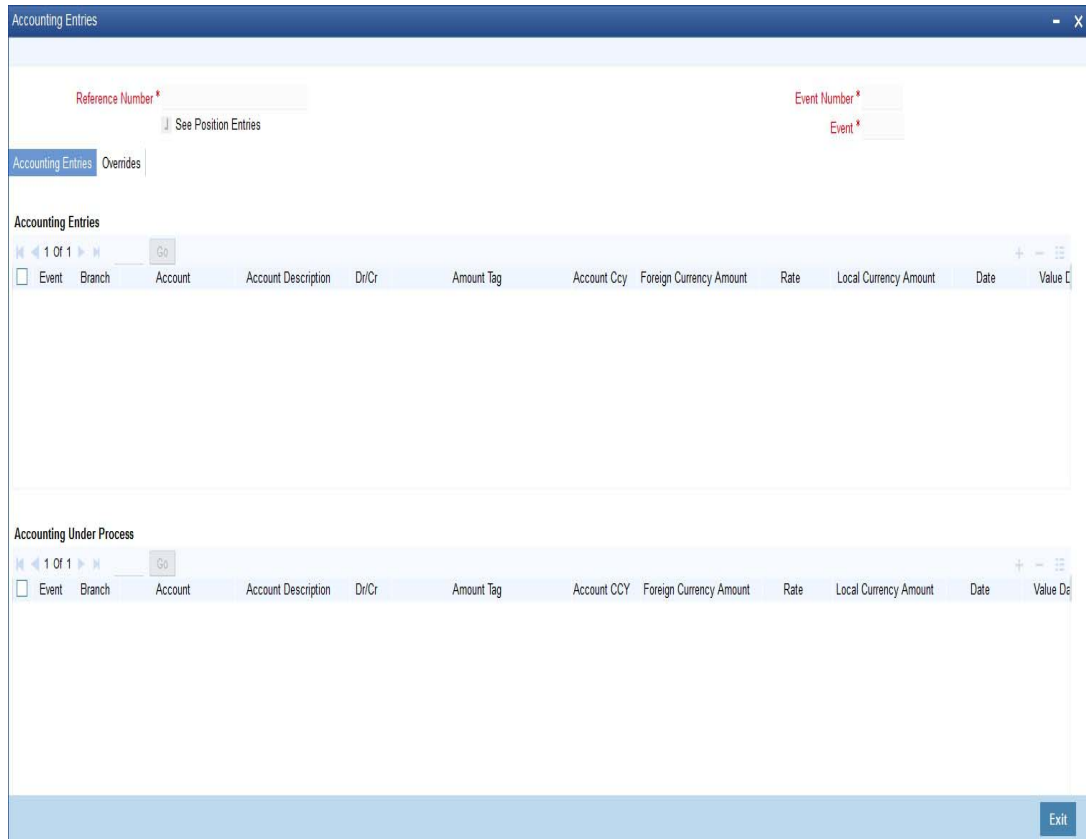 Accounting Entries
Reference Number *
Event Number *
See Position Entries
Event *
Accounting Entries Overrides
Accounting Entries
1 Of 1 Go
Event Branch Account Account Description Dr/Cr Amount Tag Account Ccy Foreign Currency Amount Rate Local Currency Amount Date Value D
Accounting Under Process
1 Of 1 Go
Event Branch Account Account Description Dr/Cr Amount Tag Account CCY Foreign Currency Amount Rate Local Currency Amount Date Value Da
Exit